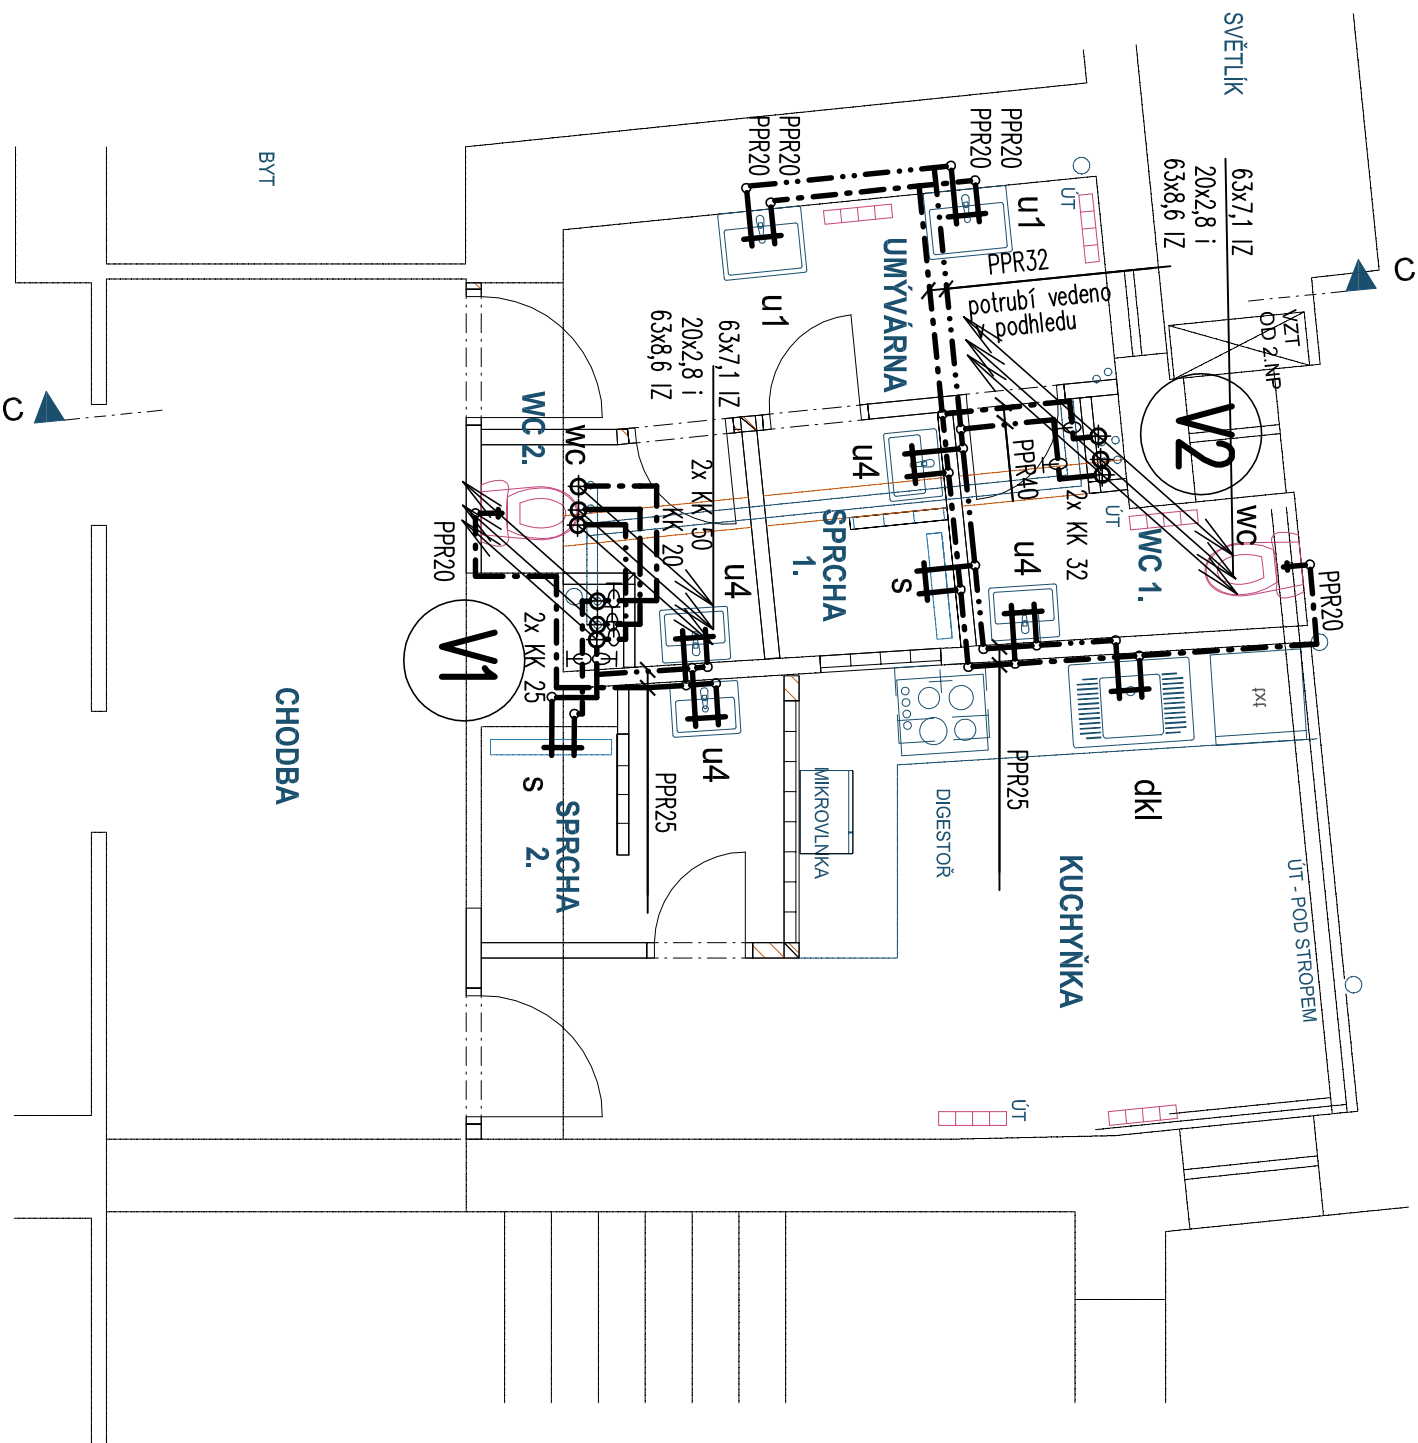 SVĚTLÍK
63x7,1 IZ
20x2,8 i
63x8,6 IZ
BYT
PPR20
PPR20
PPR20
PPR20
ÚT
u1
u1
UMÝVÁRNA
PPR32
potrubí vedeno
v podhledu
VZT
OD 2.NP
C
C
V2
63x7,1 IZ
20x2,8 i
63x8,6 IZ
WC 2.
WC
2x KK 50
KK 20
PPR20
u4
SPRCHA
1.
PPR40
2x KK 32
ÚT
WC 1.
WC
u4
s
PPR20
u4
V1
2x KK 25
CHODBA
s
SPRCHA
2.
PPR25
u4
MIKROVLNKA
DIGESTOŘ
PPR25
dkl
KUCHYŇKA
ÚT - POD STROPEM
ÚT